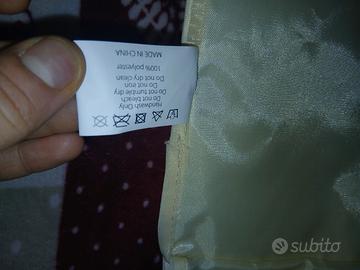 Handwash Only
Do not bleach
Do not tumble dry
Do not iron
Do not dry clean
100% polyester
MADE IN CHINA
subito